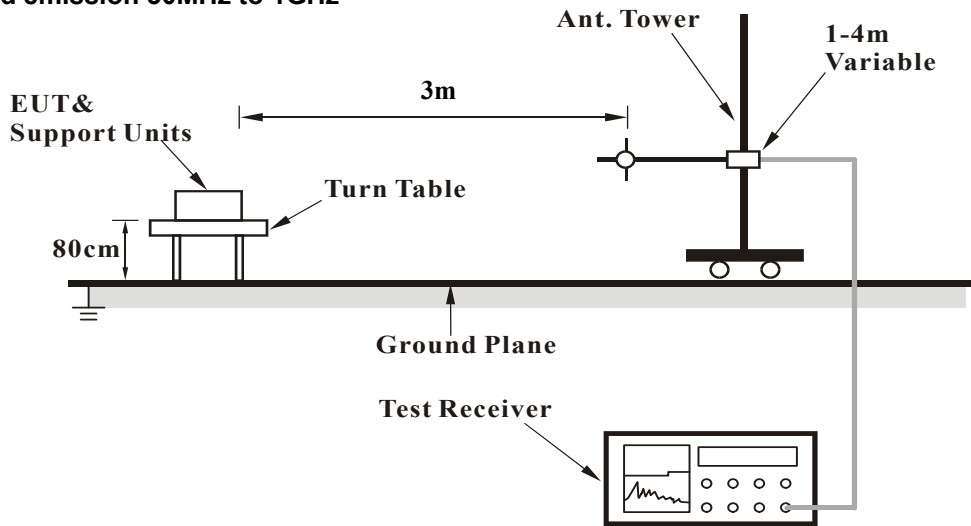 emission 30MHz to 1GHz
Ant. Tower
1-4m
Variable
3m
EUT&
Support Units
Turn Table
80cm
Ground Plane
Test Receiver